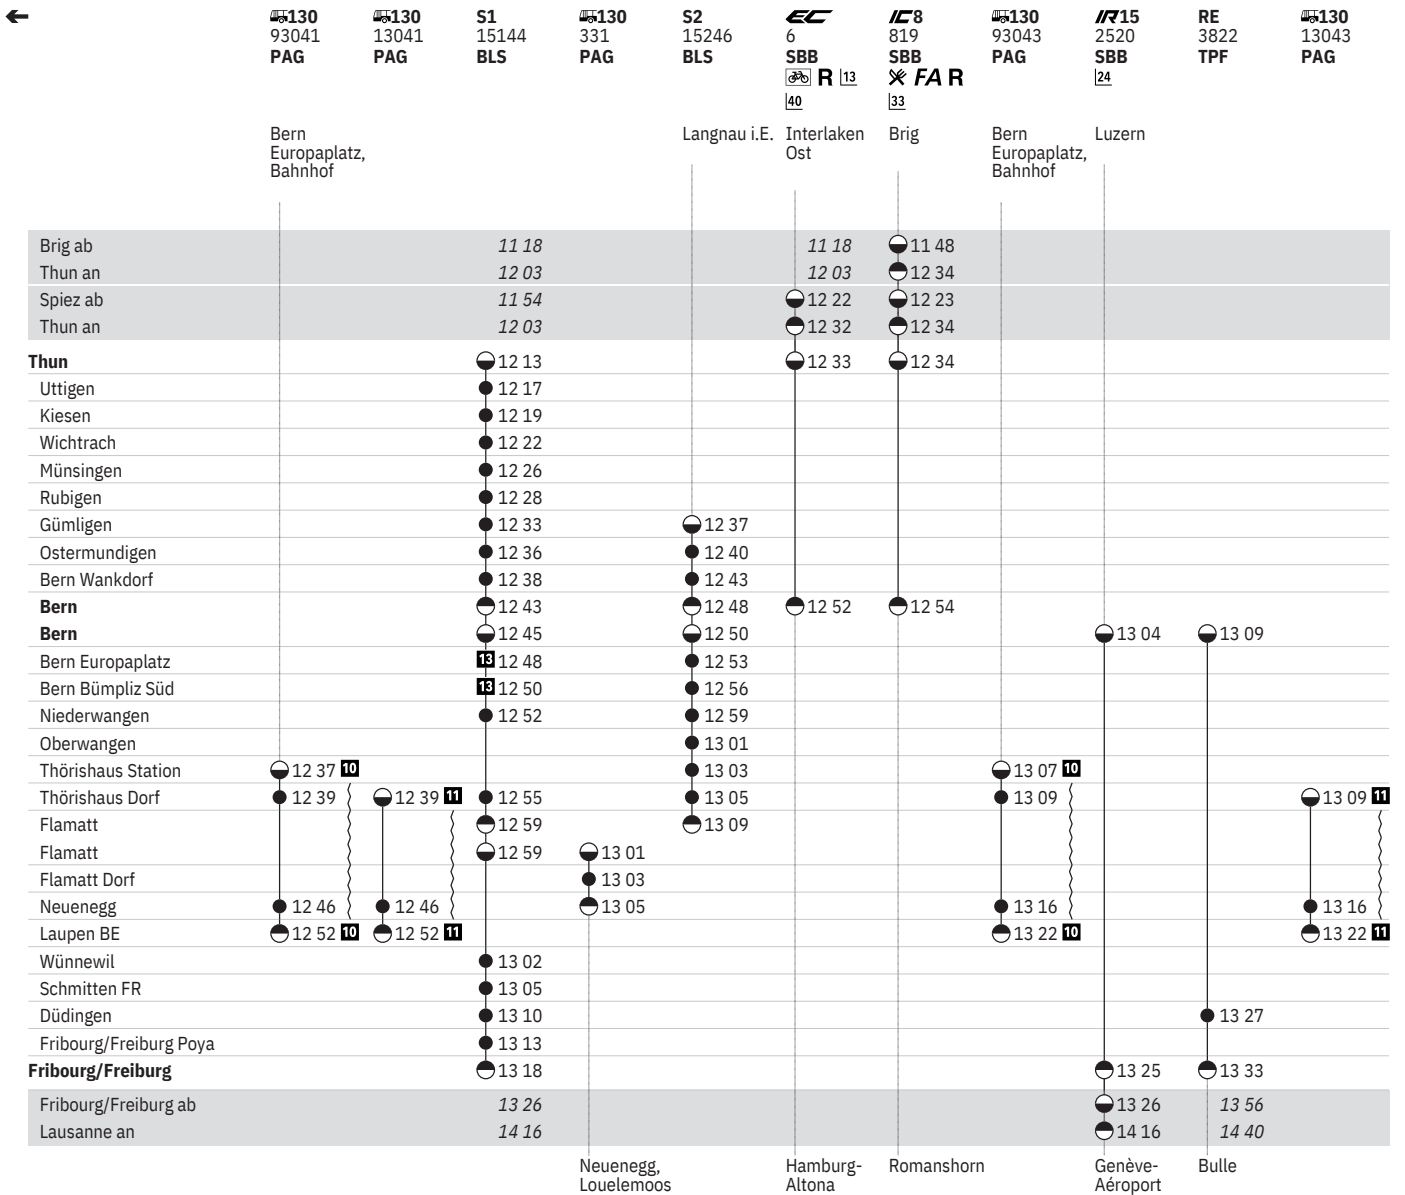 130 130 S1 130 S2 EC IC8 130 IR15 RE 130
93041 13041 15144 331 15246 6 819 93043 2520 3822 13043
PAG PAG BLS PAG BLS SBB SBB PAG SBB TPF PAG
R 13 FA R 24
40 33
Bern Langnau i.E. Interlaken Brig Bern Luzern
Europaplatz, Ost Europaplatz,
Bahnhof Bahnhof
Brig ab 11 18 11 18 11 48
Thun an 12 03 12 03 12 34
Spiez ab 11 54 12 22 12 23
Thun an 12 03 12 32 12 34
Thun 12 13 12 33 12 34
Uttigen 12 17
Kiesen 12 19
Wichtrach 12 22
Münsingen 12 26
Rubigen 12 28
Gümligen 12 33 12 37
Ostermundigen 12 36 12 40
Bern Wankdorf 12 38 12 43
Bern 12 43 12 48 12 52 12 54
Bern 12 45 12 50 13 04 13 09
Bern Europaplatz 13 12 48 12 53
Bern Bümpliz Süd 13 12 50 12 56
Niederwangen 12 52 12 59
Oberwangen 13 01
Thörishaus Station 12 37 10 13 03 13 07 10
Thörishaus Dorf 12 39 12 39 11 12 55 13 05 13 09 13 09 11
Flamatt 12 59 13 09
Flamatt 12 59 13 01
Flamatt Dorf 13 03
Neuenegg 12 46 12 46 13 05 13 16 13 16
Laupen BE 12 52 10 12 52 11 13 22 10 13 22 11
Wünnewil 13 02
Schmitten FR 13 05
Düdingen 13 10 13 27
Fribourg/Freiburg Poya 13 13
Fribourg/Freiburg 13 18 13 25 13 33
Fribourg/Freiburg ab 13 26 13 26 13 56
Lausanne an 14 16 14 16 14 40
Neuenegg, Hamburg- Romanshorn Genève- Bulle
Louelemoos Altona Aéroport